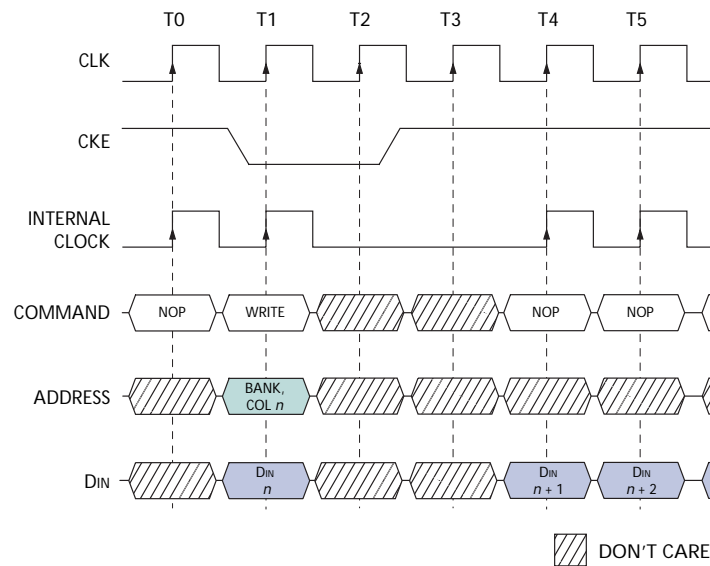 T0 T1 T2 T3 T4 T5
CLK
CKE
INTERNAL
CLOCK
COMMAND NOP WRITE NOP NOP
ADDRESS BANK,
COL n
DIN DIN
n DIN
n + 1 DIN
n + 2
DON'T CARE